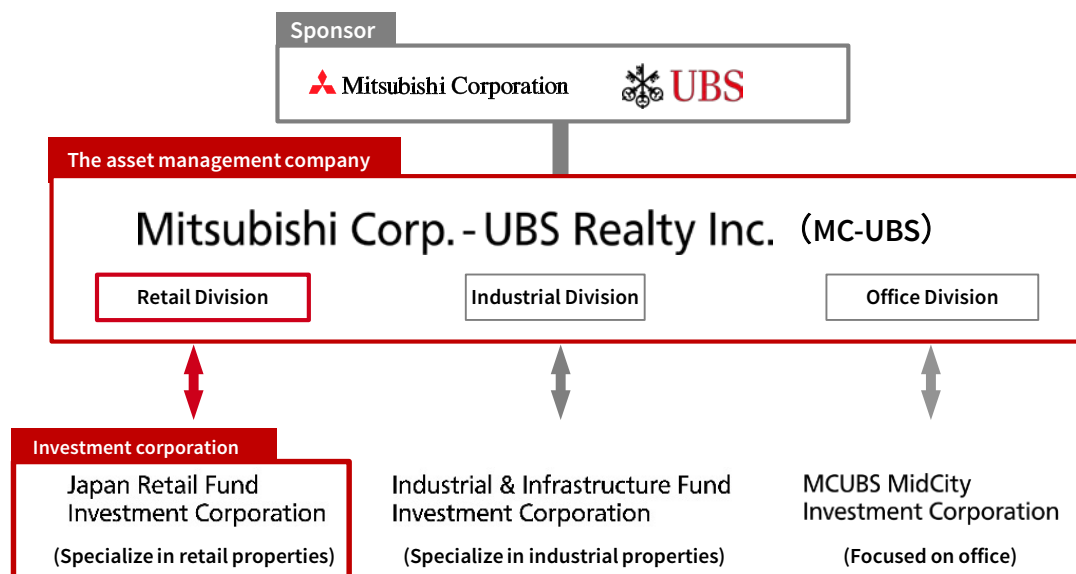 Sponsor
Mitsubishi Corporation
UBS
The asset management company
Mitsubishi Corp. - UBS Realty Inc. （MC-UBS）
Retail Division
Industrial Division
Office Division
Investment corporation
Japan Retail Fund
Investment Corporation
(Specialize in retail properties)
Industrial & Infrastructure Fund
Investment Corporation
(Specialize in industrial properties)
MCUBS MidCity
Investment Corporation
(Focused on office)